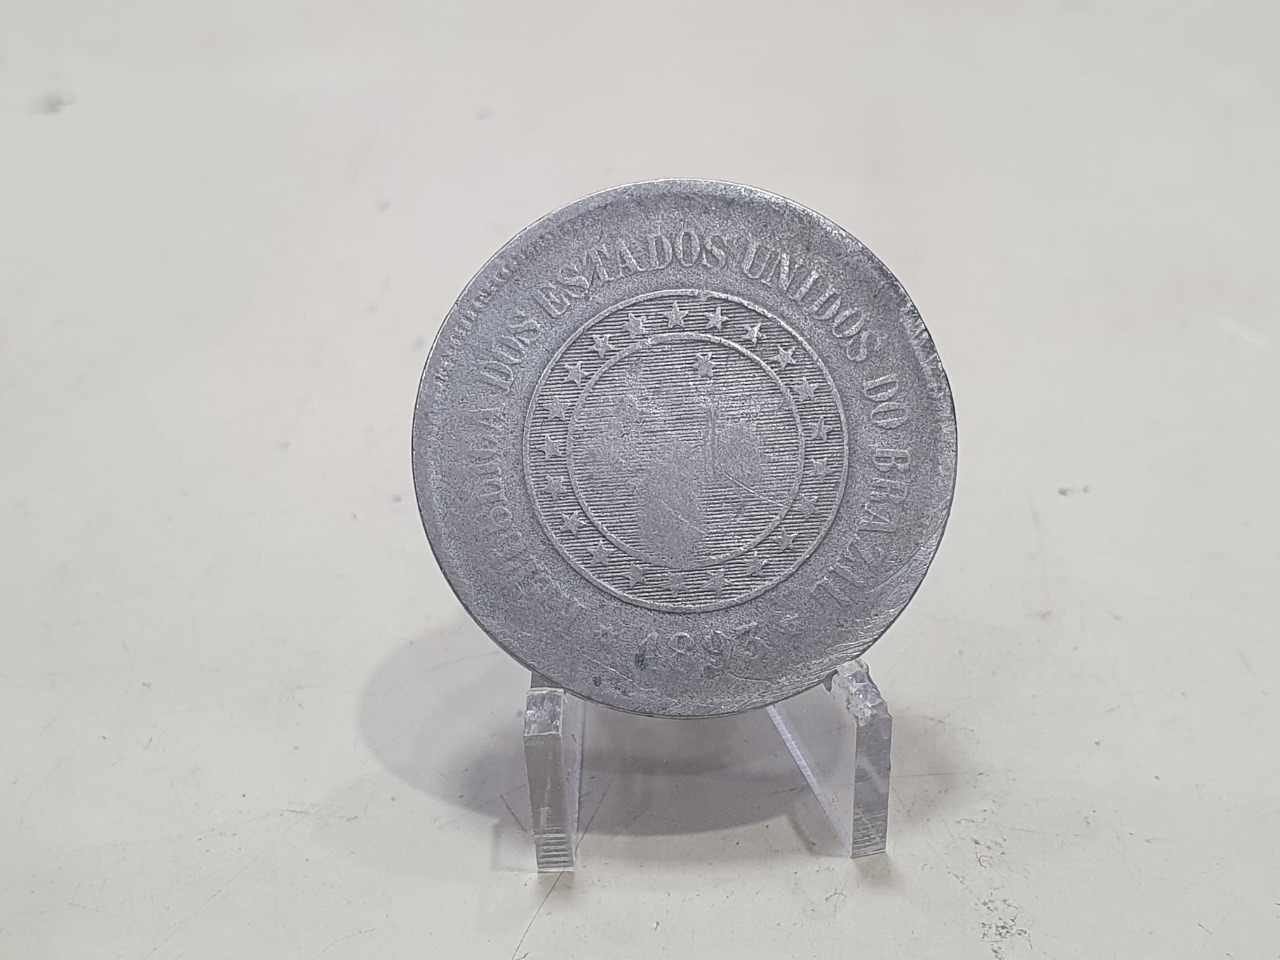 REPUBLICA DOS ESTADOS UNIDOS DO BRAZIL
* 1893 *